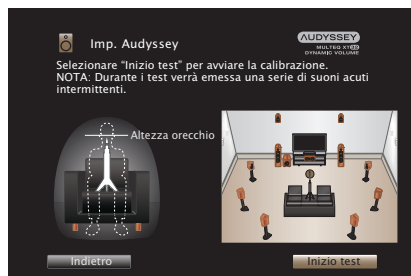 Imp. Audyssey
AUDYSSEY
MULTEQ XT32
DYNAMIC VOLUME
Selezionare “Inizio test” per avviare la calibrazione.
NOTA: Durante i test verrà emessa una serie di suoni acuti
intermittenti.
Altezza orecchio
Indietro
Inizio test